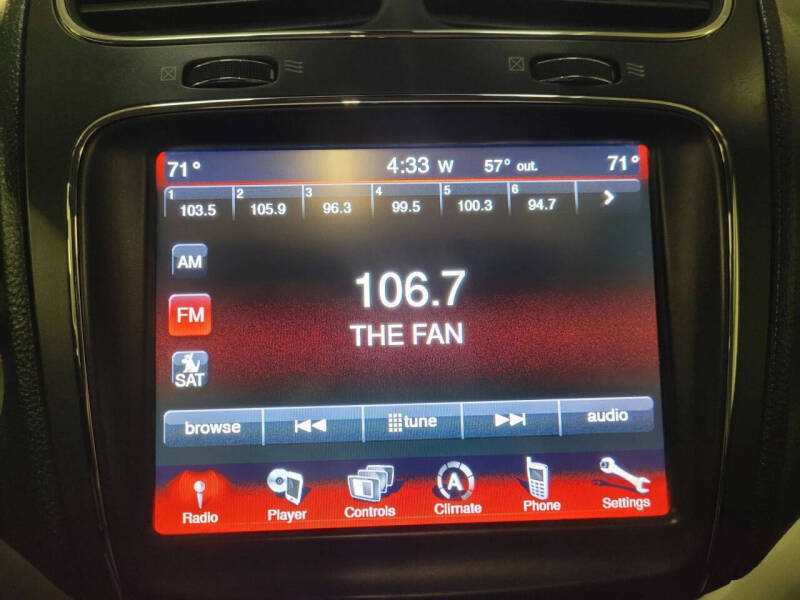 71° 4:33 W 57° out. 71°
1 2 3 4 5 6
103.5 105.9 96.3 99.5 100.3 94.7
AM
106.7
FM
THE FAN
SAT
browse tune audio
A
Radio Player Controls Climate Phone Settings